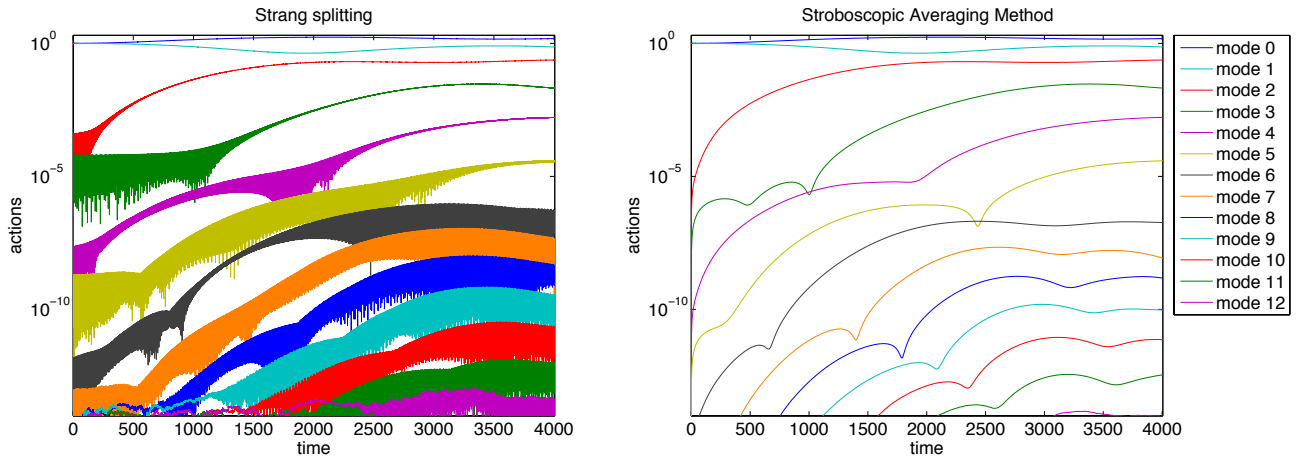 Strang splitting
10^0
10^-5
10^-10
actions
0 500 1000 1500 2000 2500 3000 3500 4000
time
Stroboscopic Averaging Method
10^0
10^-5
10^-10
actions
0 500 1000 1500 2000 2500 3000 3500 4000
time
mode 0
mode 1
mode 2
mode 3
mode 4
mode 5
mode 6
mode 7
mode 8
mode 9
mode 10
mode 11
mode 12